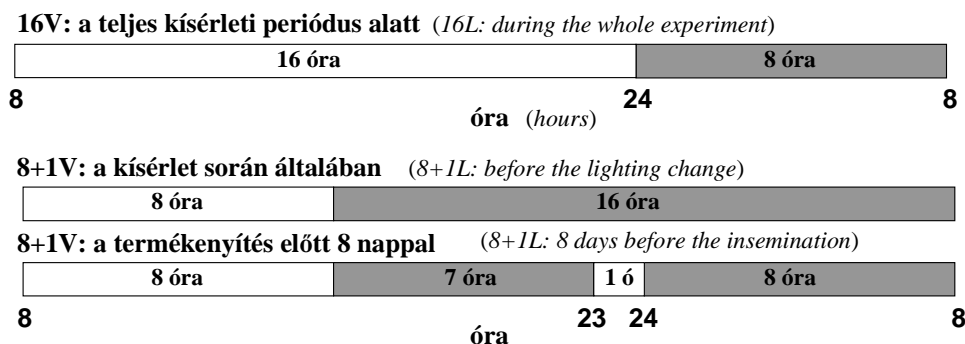 16V: a teljes kísérleti periódus alatt (16L: during the whole experiment)
16 óra 8 óra
8 24 8
óra (hours)
8+1V: a kísérlet során általában (8+1L: before the lighting change)
8 óra 16 óra
8+1V: a termékenyítés előtt 8 nappal (8+1L: 8 days before the insemination)
8 óra 7 óra 1 ó 8 óra
8 23 24 8
óra